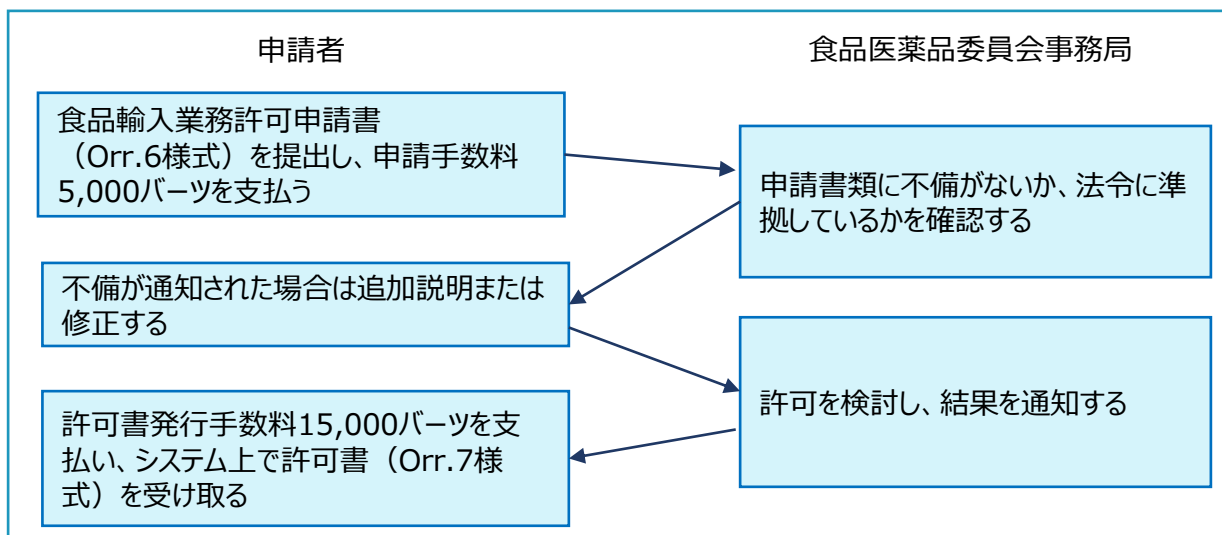 申請者
食品医薬品委員会事務局
食品輸入業務許可申請書
（Orr.6様式）を提出し、申請手数料
5,000バーツを支払う
申請書類に不備がないか、法令に準
拠しているかを確認する
不備が通知された場合は追加説明または
修正する
許可を検討し、結果を通知する
許可書発行手数料15,000バーツを支
払い、システム上で許可書（Orr.7様
式）を受け取る